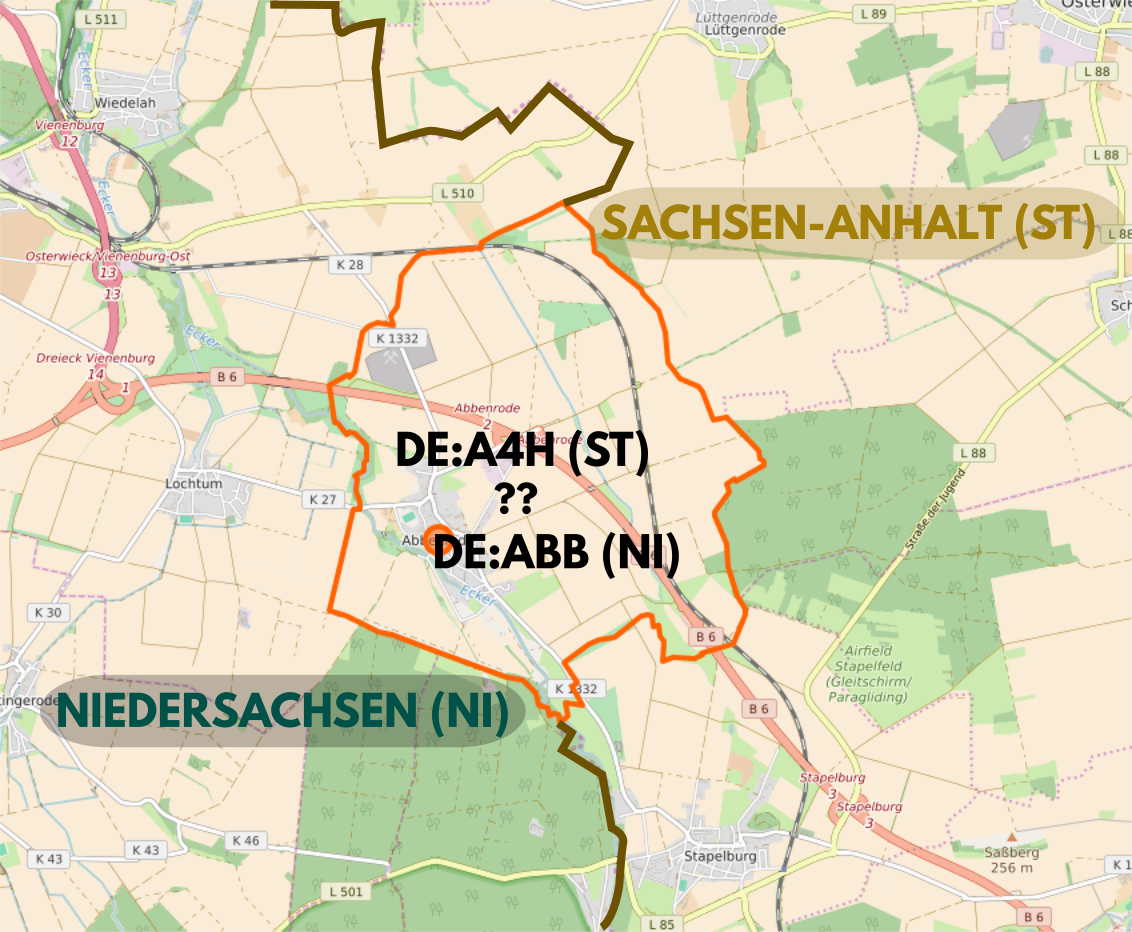 L 511
L 89
Osterwie
Lüttgenrode
Lüttgenrode
Ecker
L 88
Wiedelah
Vienenburg
12
L 88
Ecker
L 510
SACHSEN-ANHALT (ST)
L 88
Osterwieck/Vienenburg-Ost
13
K 28
13
Sch
Ecker
K 1332
Dreieck Vienenburg
14
1
B 6
Abbenrode
2
Abbenrode
DE:A4H (ST)
L 88
Lochtum
K 27
??
Straße der Jugend
DE:ABB (NI)
Ecker
K 30
B 6
Airfield
Stapelfeld
(Gleitschirm/
Paragliding)
K 1332
tingerode
NIEDERSACHSEN (NI)
B 6
Stapelburg
3
Stapelburg
3
K 46
K 43
K 43
Stapelburg
Saßberg
256 m
K 1
L 501
L 85
B 6